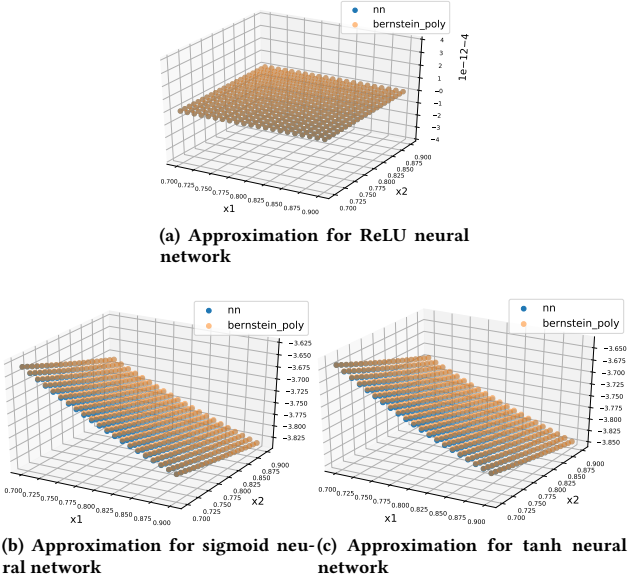 nn
bernstein_poly
4
3
2
1
−0
−1
−2
−3
−4
1e−12−4
0.700 0.725 0.750 0.775 0.800 0.825 0.850 0.875 0.900
x1
0.700 0.725 0.750 0.775 0.800 0.825 0.850 0.875 0.900
x2
(a) Approximation for ReLU neural
network
nn
bernstein_poly
−3.625
−3.650
−3.675
−3.700
−3.725
−3.750
−3.775
−3.800
−3.825
0.700 0.725 0.750 0.775 0.800 0.825 0.850 0.875 0.900
x1
0.700 0.725 0.750 0.775 0.800 0.825 0.850 0.875 0.900
x2
(b) Approximation for sigmoid neu-
ral network
nn
bernstein_poly
−3.650
−3.675
−3.700
−3.725
−3.750
−3.775
−3.800
−3.825
−3.850
0.700 0.725 0.750 0.775 0.800 0.825 0.850 0.875 0.900
x1
0.700 0.725 0.750 0.775 0.800 0.825 0.850 0.875 0.900
x2
(c) Approximation for tanh neural
network